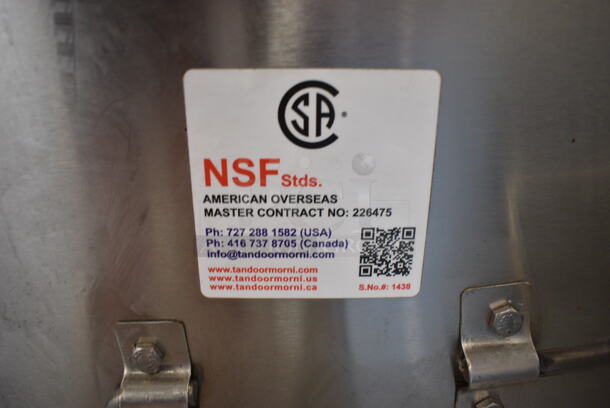 CSA
NSF Stds.
AMERICAN OVERSEAS
MASTER CONTRACT NO: 226475
Ph: 727 288 1582 (USA)
Ph: 416 737 8705 (Canada)
info@tandoormorni.com
www.tandoormorni.com
www.tandoormorni.us
www.tandoormorni.ca
S.No.#: 1438